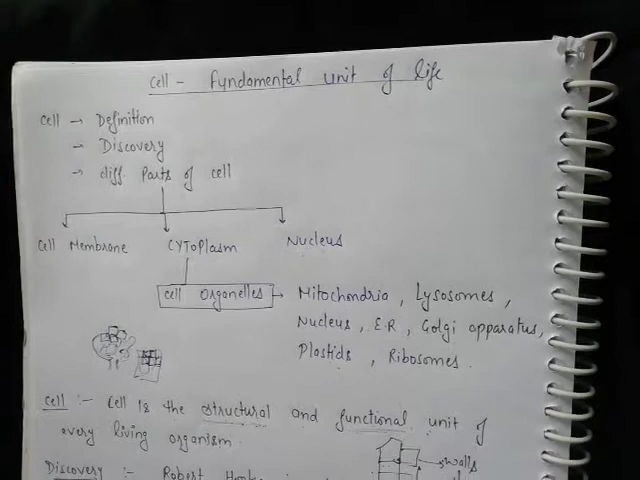 Cell - Fundamental unit of life
Cell → Definition
- Discovery
→ diff. Parts of cell
Cell Membrane CYToPlasm Nucleus
Cell Organelles → Mitochondria, Lysosomes,
Nucleus, E.R, Golgi apparatus,
Plastids, Ribosomes.
Cell :- Cell is the structural and functional unit of
every living organism.
→ walls
Discovery :- Robert